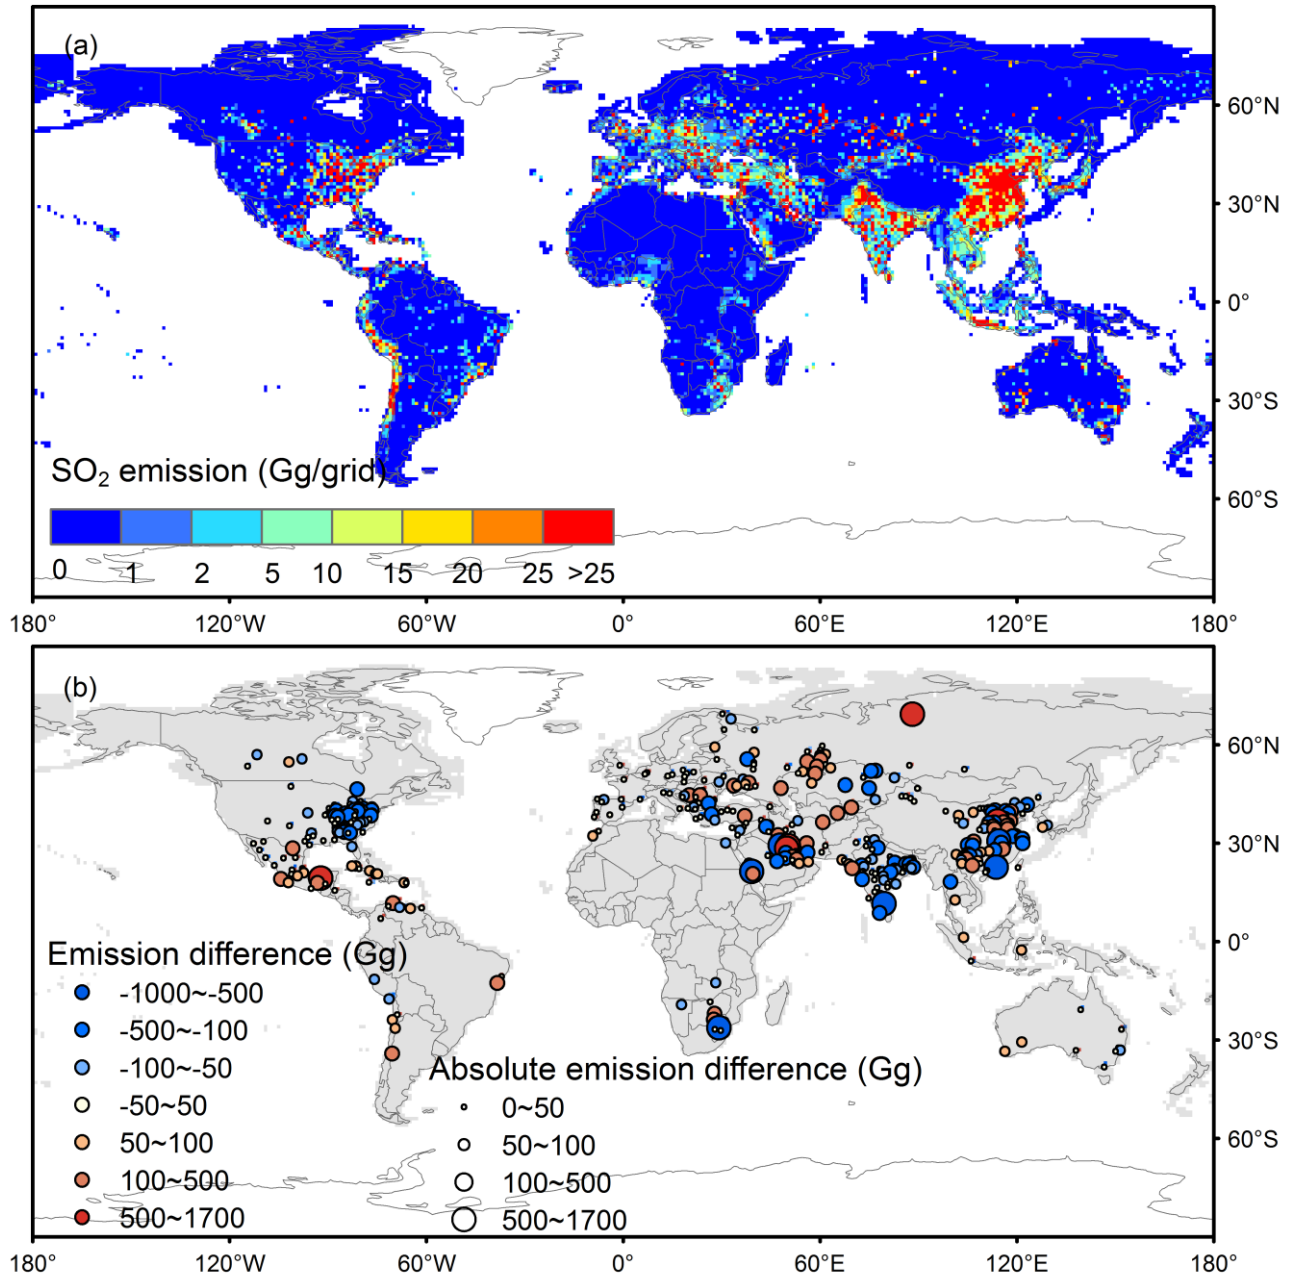 (a)
60°N
30°N
0°
30°S
60°S
SO2 emission (Gg/grid)
0 1 2 5 10 15 20 25 >25
180° 120°W 60°W 0° 60°E 120°E 180°
(b)
60°N
30°N
0°
30°S
60°S
Emission difference (Gg)
-1000~-500
-500~-100
-100~-50
-50~50
50~100
100~500
500~1700
Absolute emission difference (Gg)
0~50
50~100
100~500
500~1700
180° 120°W 60°W 0° 60°E 120°E 180°